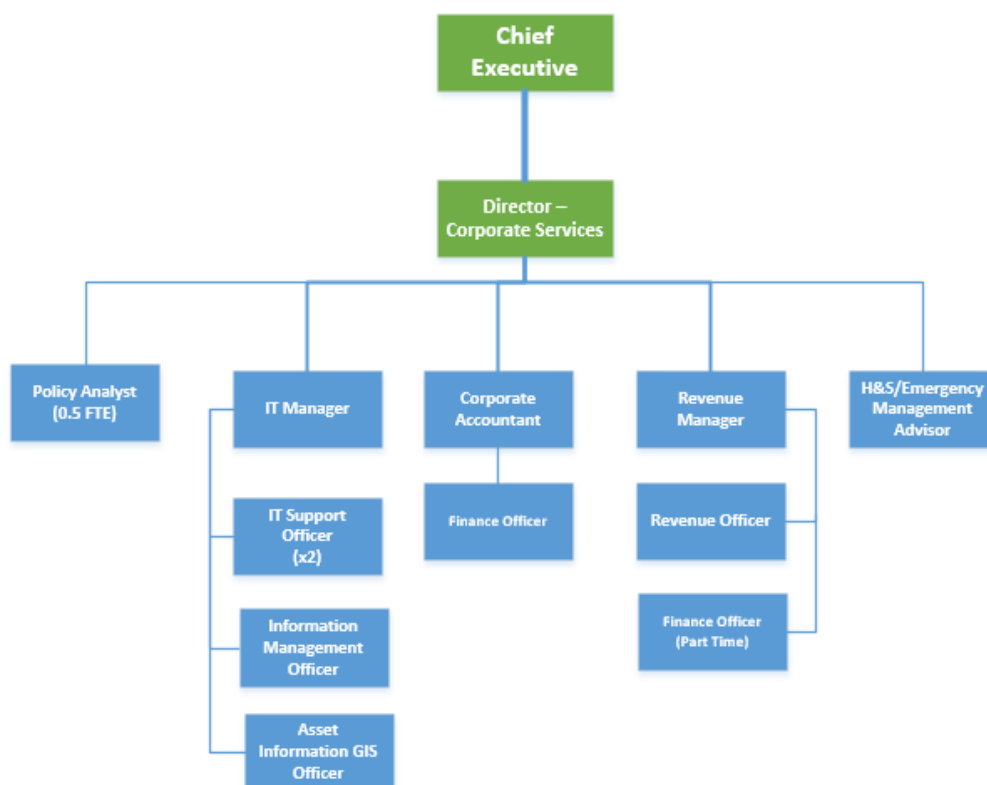 Chief
Executive
Director –
Corporate Services
Policy Analyst
(0.5 FTE)
IT Manager
Corporate
Accountant
Revenue
Manager
H&S/Emergency
Management
Advisor
IT Support
Officer
(x2)
Finance Officer
Revenue Officer
Information
Management
Officer
Finance Officer
(Part Time)
Asset
Information GIS
Officer